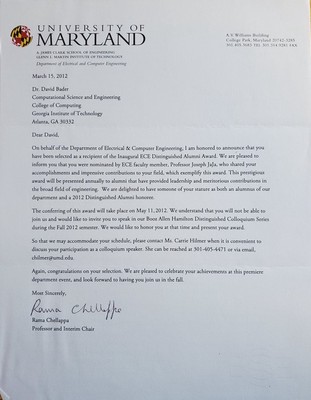 UNIVERSITY OF
MARYLAND
A. JAMES CLARK SCHOOL OF ENGINEERING
GLENN L. MARTIN INSTITUTE OF TECHNOLOGY
Department of Electrical and Computer Engineering
A.V. Williams Building
College Park, Maryland 20742-3285
301.405.3683 TEL 301.314.9281 FAX
March 15, 2012
Dr. David Bader
Computational Science and Engineering
College of Computing
Georgia Institute of Technology
Atlanta, GA 30332
Dear David,
On behalf of the Department of Electrical & Computer Engineering, I am honored to announce that you
have been selected as a recipient of the Inaugural ECE Distinguished Alumni Award. We are pleased to
inform you that you were nominated by ECE faculty member, Professor Joseph JaJa, who shared your
accomplishments and impressive contributions to your field, which exemplify this award. This prestigious
award will be presented annually to alumni that have provided leadership and meritorious contributions in
the broad field of engineering. We are delighted to have someone of your stature as both an alumnus of our
department and a 2012 Distinguished Alumni honoree.
The conferring of this award will take place on May 11, 2012. We understand that you will not be able to
join us and would like to invite you to speak in our Booz Allen Hamilton Distinguished Colloquium Series
during the Fall 2012 semester. We would like to honor you at that time and present your award.
So that we may accommodate your schedule, please contact Ms. Carrie Hilmer when it is convenient to
discuss your participation as a colloquium speaker. She can be reached at 301-405-4471 or via email,
chilmer@umd.edu.
Again, congratulations on your selection. We are pleased to celebrate your achievements at this premiere
department event, and look forward to having you join us in the fall.
Most Sincerely,
Rama Chellappa
Rama Chellappa
Professor and Interim Chair